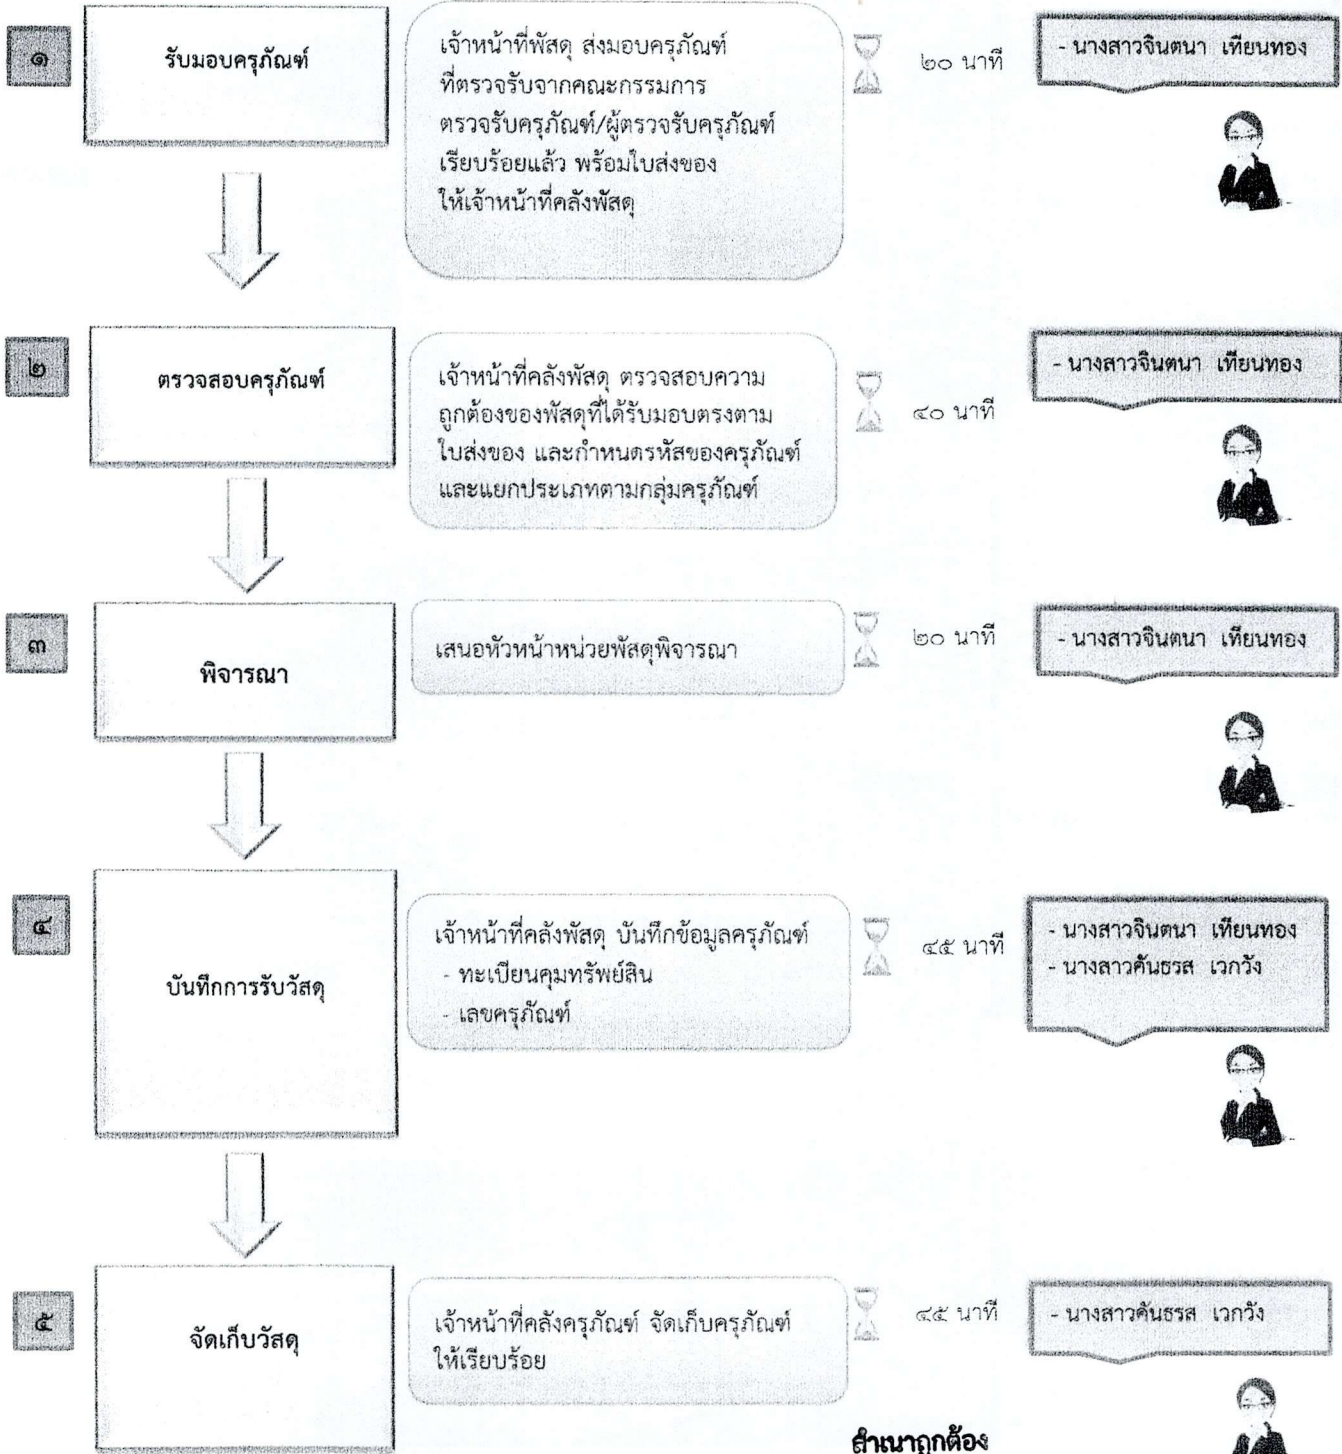 ๑
รับมอบครุภัณฑ์
เจ้าหน้าที่พัสดุ ส่งมอบครุภัณฑ์
ที่ตรวจรับจากคณะกรรมการ
ตรวจรับครุภัณฑ์/ผู้ตรวจรับครุภัณฑ์
เรียบร้อยแล้ว พร้อมใบส่งของ
ให้เจ้าหน้าที่คลังพัสดุ
๒๐ นาที
- นางสาวจินตนา เทียนทอง
๒
ตรวจสอบครุภัณฑ์
เจ้าหน้าที่คลังพัสดุ ตรวจสอบความ
ถูกต้องของพัสดุที่ได้รับมอบตรงตาม
ใบส่งของ และกำหนดรหัสของครุภัณฑ์
และแยกประเภทตามกลุ่มครุภัณฑ์
๔๐ นาที
- นางสาวจินตนา เทียนทอง
๓
พิจารณา
เสนอหัวหน้าหน่วยพัสดุพิจารณา
๒๐ นาที
- นางสาวจินตนา เทียนทอง
๔
บันทึกการรับวัสดุ
เจ้าหน้าที่คลังพัสดุ บันทึกข้อมูลครุภัณฑ์
- ทะเบียนคุมทรัพย์สิน
- เลขครุภัณฑ์
๔๕ นาที
- นางสาวจินตนา เทียนทอง
- นางสาวคันธรส เวกวัง
๕
จัดเก็บวัสดุ
เจ้าหน้าที่คลังครุภัณฑ์ จัดเก็บครุภัณฑ์
ให้เรียบร้อย
๔๕ นาที
- นางสาวคันธรส เวกวัง
สำเนาถูกต้อง